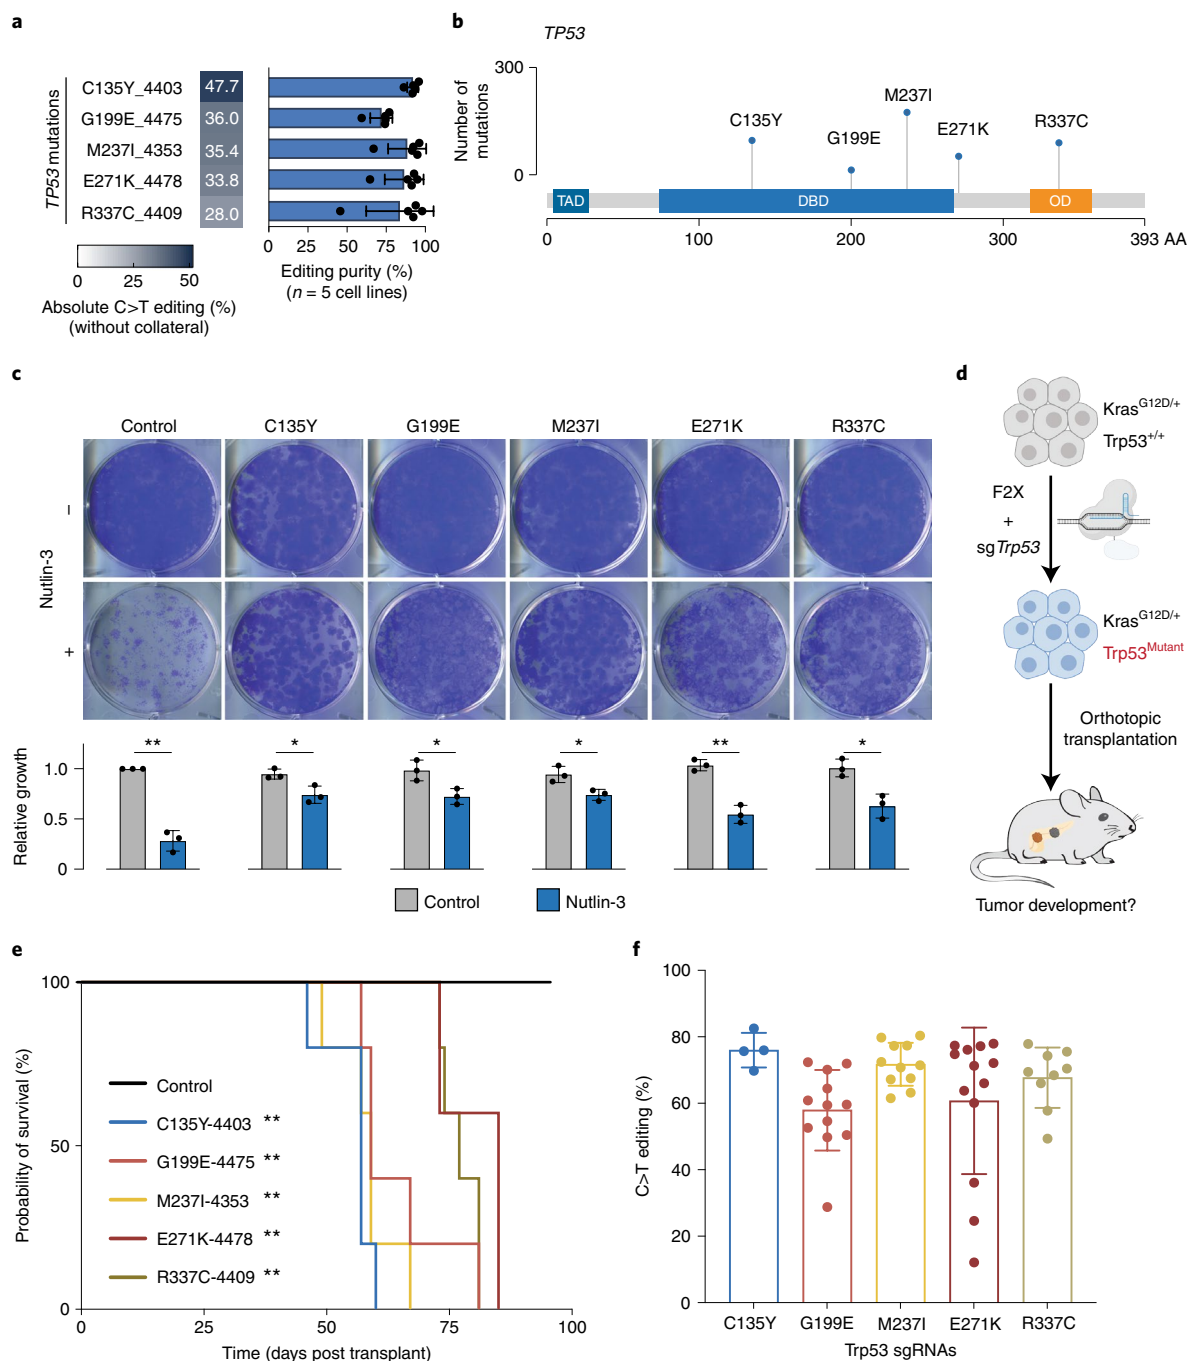 a
TP53 mutations
C135Y_4403 47.7
G199E_4475 36.0
M237I_4353 35.4
E271K_4478 33.8
R337C_4409 28.0
0 25 50
Absolute C>T editing (%)
(without collateral)
0 25 50 75 100
Editing purity (%)
(n = 5 cell lines)
b
TP53
300
0
Number of
mutations
C135Y
G199E
M237I
E271K
R337C
TAD DBD OD
0 100 200 300 393 AA
c
Control C135Y G199E M237I E271K R337C
Nutlin-3
–
+
** * * * ** *
Relative growth
1.0
0.5
0
Control Nutlin-3
d
KrasG12D/+
Trp53+/+
F2X
+
sgTrp53
KrasG12D/+
Trp53Mutant
Orthotopic
transplantation
Tumor development?
e
Probability of survival (%)
100
50
0
Control
C135Y-4403 **
G199E-4475 **
M237I-4353 **
E271K-4478 **
R337C-4409 **
0 25 50 75 100
Time (days post transplant)
f
C>T editing (%)
100
80
60
40
20
0
C135Y G199E M237I E271K R337C
Trp53 sgRNAs